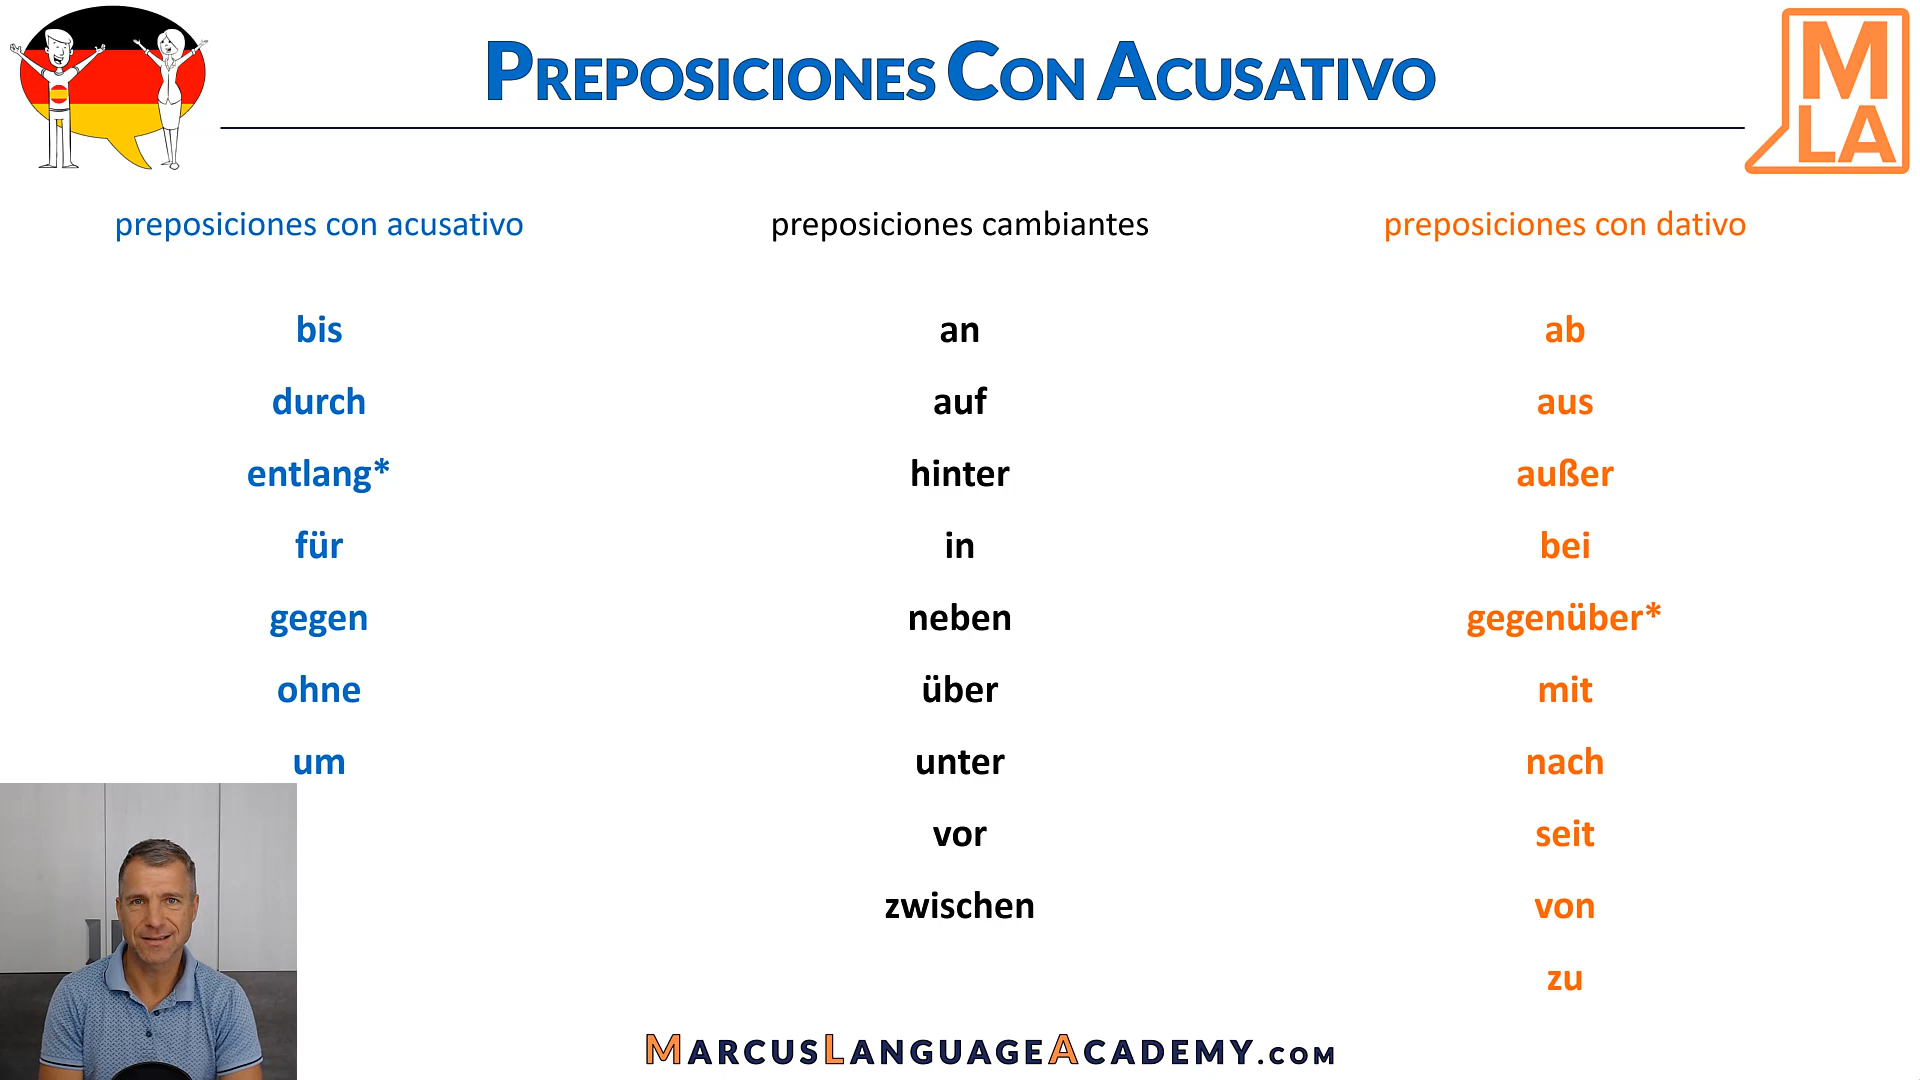 Preposiciones Con Acusativo
M
LA
preposiciones con acusativo
bis
durch
entlang*
für
gegen
ohne
um
preposiciones cambiantes
an
auf
hinter
in
neben
über
unter
vor
zwischen
preposiciones con dativo
ab
aus
außer
bei
gegenüber*
mit
nach
seit
von
zu
MarcusLanguageAcademy.com